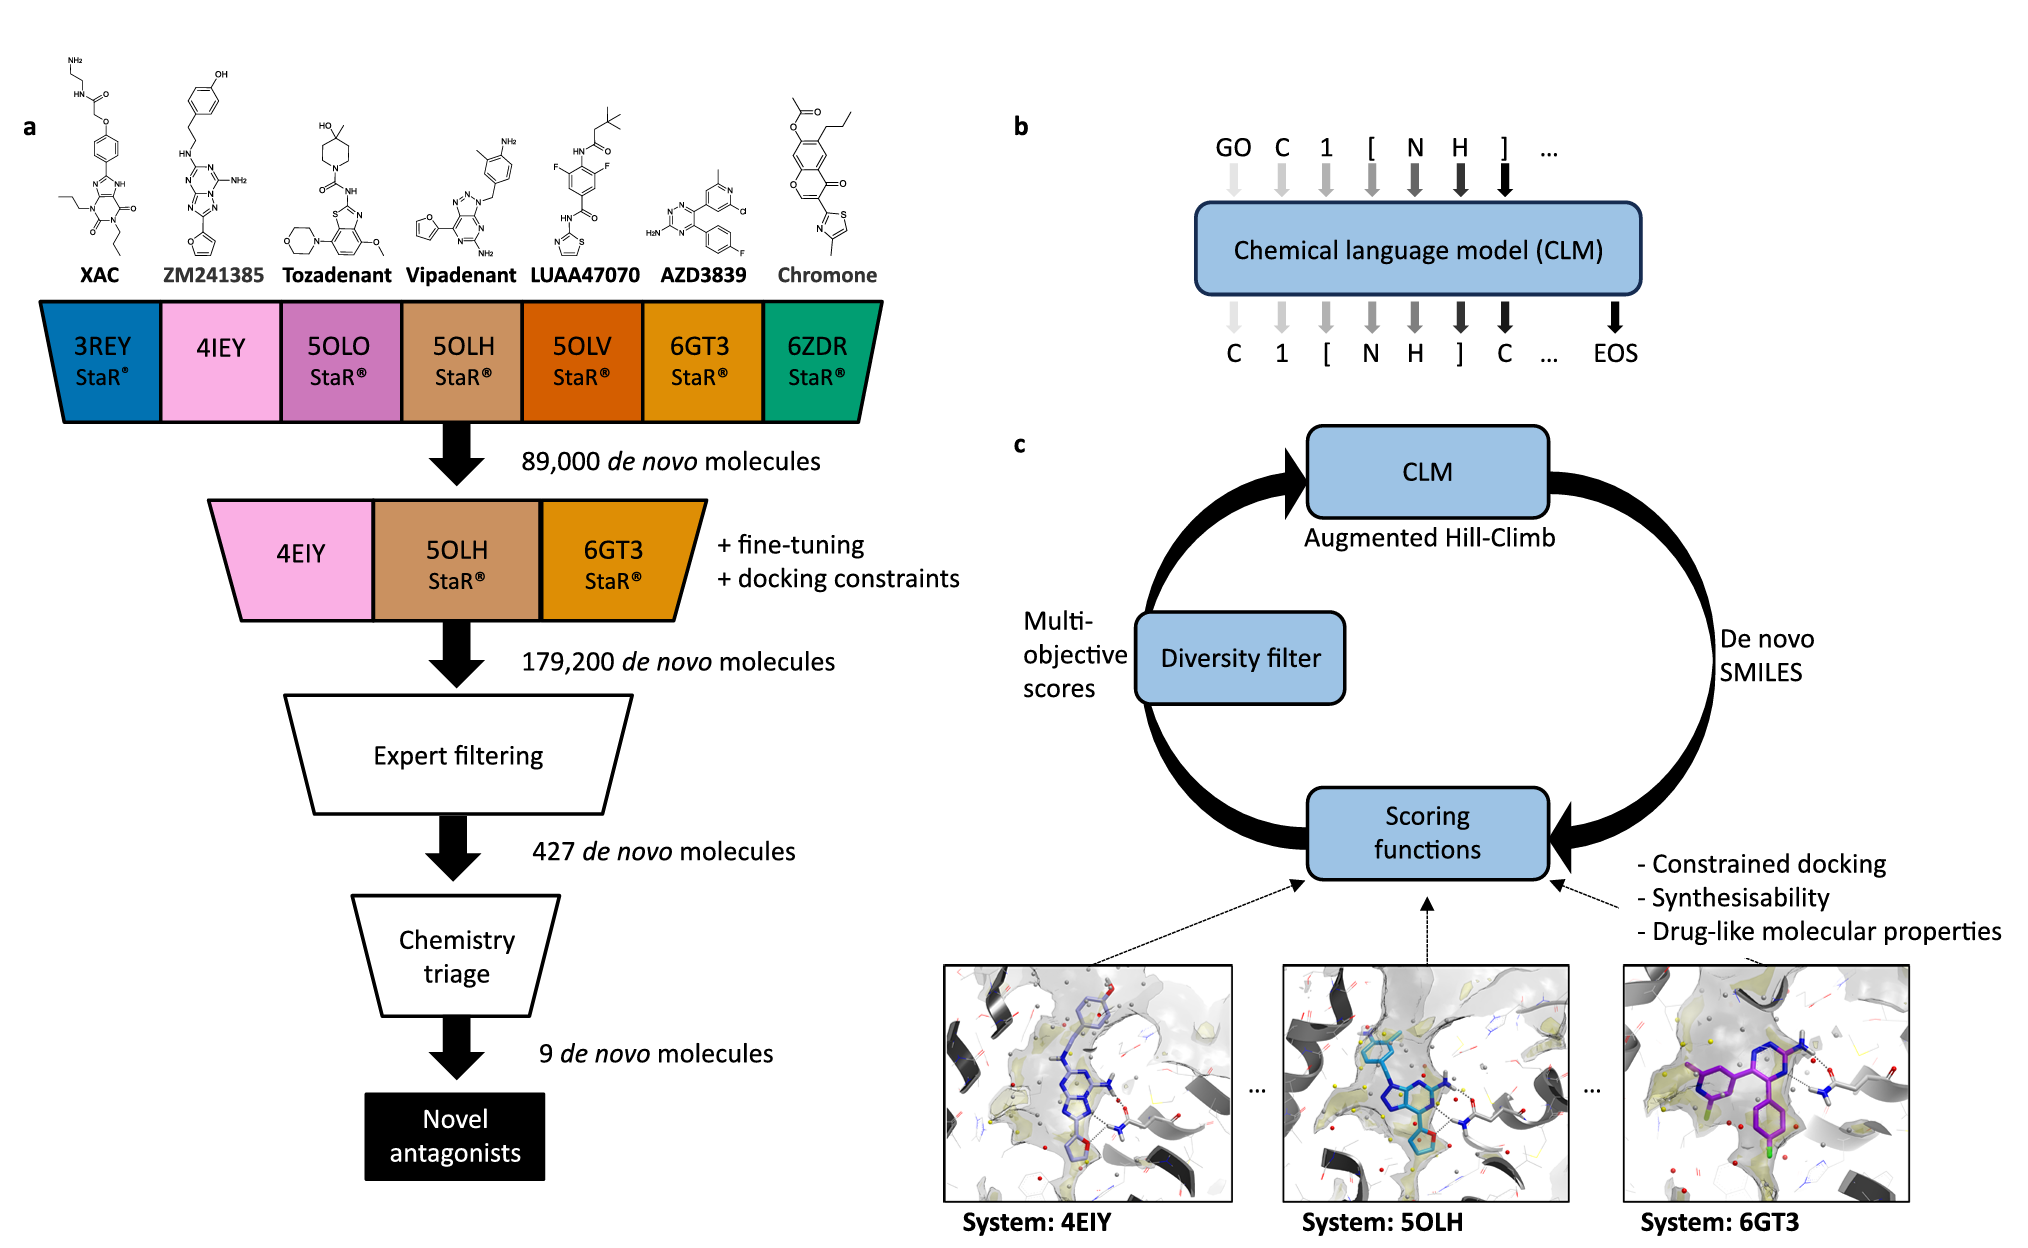 a
XAC
ZM241385
Tozadenant
Vipadenant
LUAA47070
AZD3839
Chromone
3REY
StaR®
4IEY
5OLO
StaR®
5OLH
StaR®
5OLV
StaR®
6GT3
StaR®
6ZDR
StaR®
89,000 de novo molecules
4EIY
5OLH
StaR®
6GT3
StaR®
+ fine-tuning
+ docking constraints
179,200 de novo molecules
Expert filtering
427 de novo molecules
Chemistry
triage
9 de novo molecules
Novel
antagonists
b
GO C 1 [ N H ] ...
Chemical language model (CLM)
C 1 [ N H ] C ... EOS
c
CLM
Augmented Hill-Climb
Multi-
objective
scores
Diversity filter
De novo
SMILES
Scoring
functions
- Constrained docking
- Synthesisability
- Drug-like molecular properties
... ...
System: 4EIY
System: 5OLH
System: 6GT3